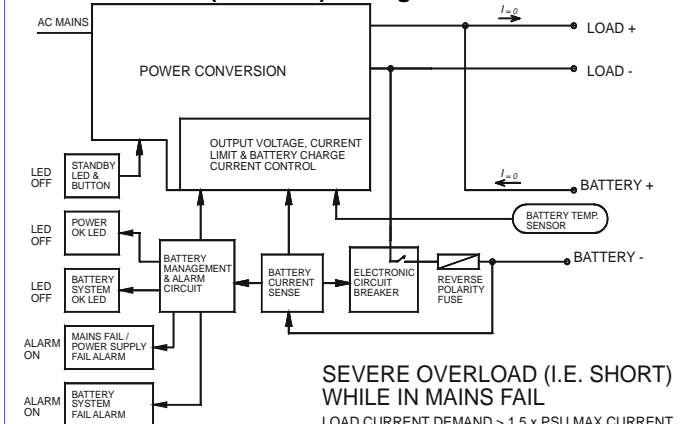 AC MAINS
I = 0
LOAD +
POWER CONVERSION
LOAD -
OUTPUT VOLTAGE, CURRENT
LIMIT & BATTERY CHARGE
CURRENT CONTROL
LED
OFF
STANDBY
LED &
BUTTON
I = 0
BATTERY +
BATTERY TEMP.
SENSOR
LED
OFF
POWER
OK LED
BATTERY
MANAGEMENT
& ALARM
CIRCUIT
BATTERY
CURRENT
SENSE
ELECTRONIC
CIRCUIT
BREAKER
REVERSE
POLARITY
FUSE
BATTERY -
LED
OFF
BATTERY
SYSTEM
OK LED
ALARM
ON
MAINS FAIL /
POWER SUPPLY
FAIL ALARM
ALARM
ON
BATTERY
SYSTEM
FAIL ALARM
SEVERE OVERLOAD (I.E. SHORT)
WHILE IN MAINS FAIL
LOAD CURRENT DEMAND > 1.5 x PSU MAX CURRENT